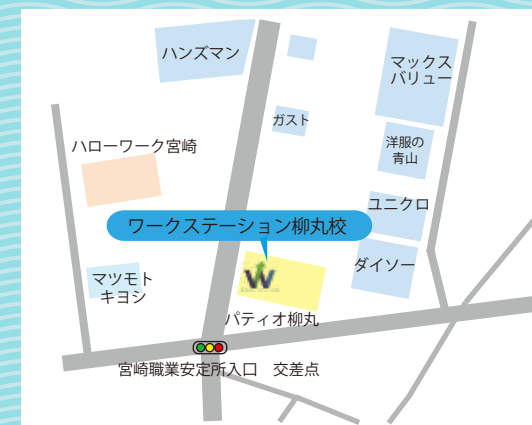 ハンズマン
マックス
バリュー
ガスト
洋服の
青山
ハローワーク宮崎
ユニクロ
ワークステーション柳丸校
ダイソー
マツモト
キヨシ
W
パティオ柳丸
宮崎職業安定所入口　交差点